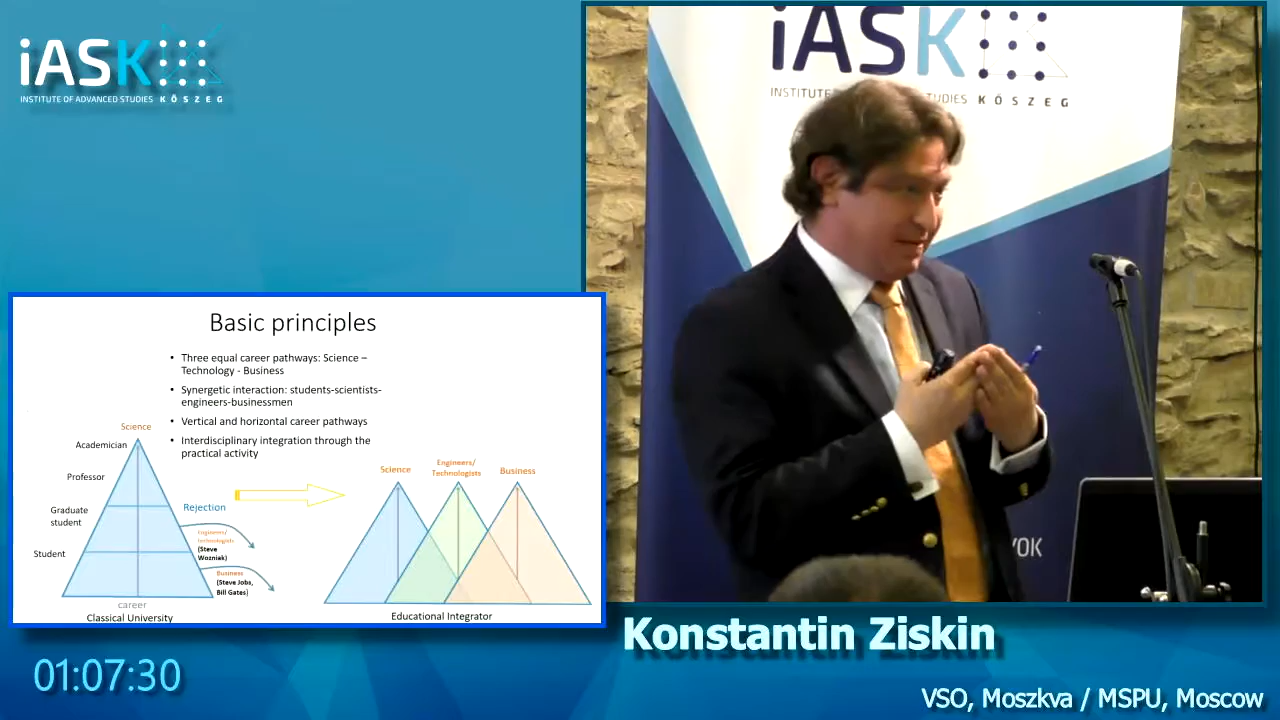 iASK
INSTITUTE OF ADVANCED STUDIES KŐSZEG
iASK
INSTITUTE
TUDIES KŐSZEG
Basic principles
• Three equal career pathways: Science –
Technology - Business
• Synergetic interaction: students-scientists-
engineers-businessmen
• Vertical and horizontal career pathways
• Interdisciplinary integration through the
practical activity
Science
Academician
Professor
Graduate
student
Student
Rejection
Engineers/
technologists
(Steve
Wozniak)
Business
(Steve Jobs,
Bill Gates)
career
Classical University
Science
Engineers/
Technologists
Business
Educational Integrator
YOK
Konstantin Ziskin
01:07:30
VSO, Moszkva / MSPU, Moscow